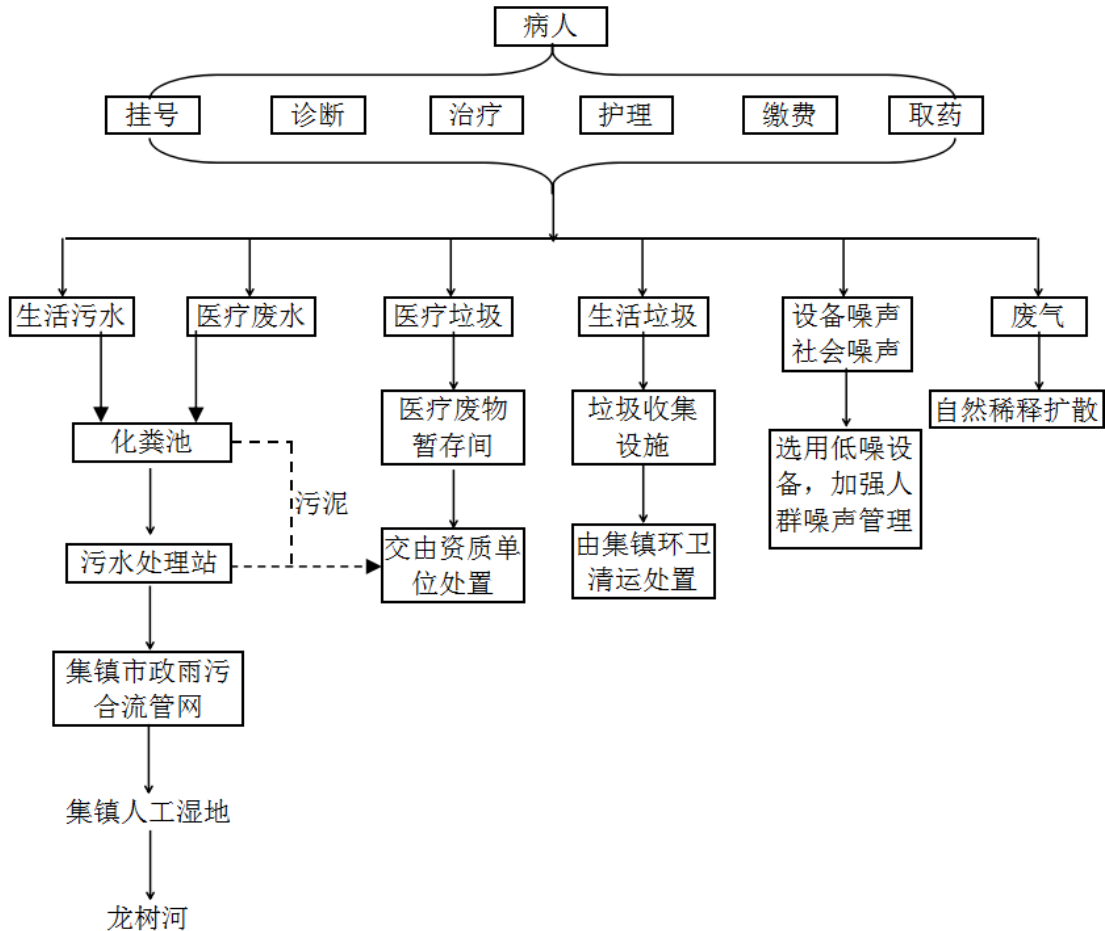 病人
挂号
诊断
治疗
护理
缴费
取药
生活污水
医疗废水
医疗垃圾
生活垃圾
设备噪声
社会噪声
废气
医疗废物
暂存间
垃圾收集
设施
自然稀释扩散
化粪池
选用低噪设
备，加强人
群噪声管理
污泥
污水处理站
交由资质单
位处置
由集镇环卫
清运处置
集镇市政雨污
合流管网
集镇人工湿地
龙树河